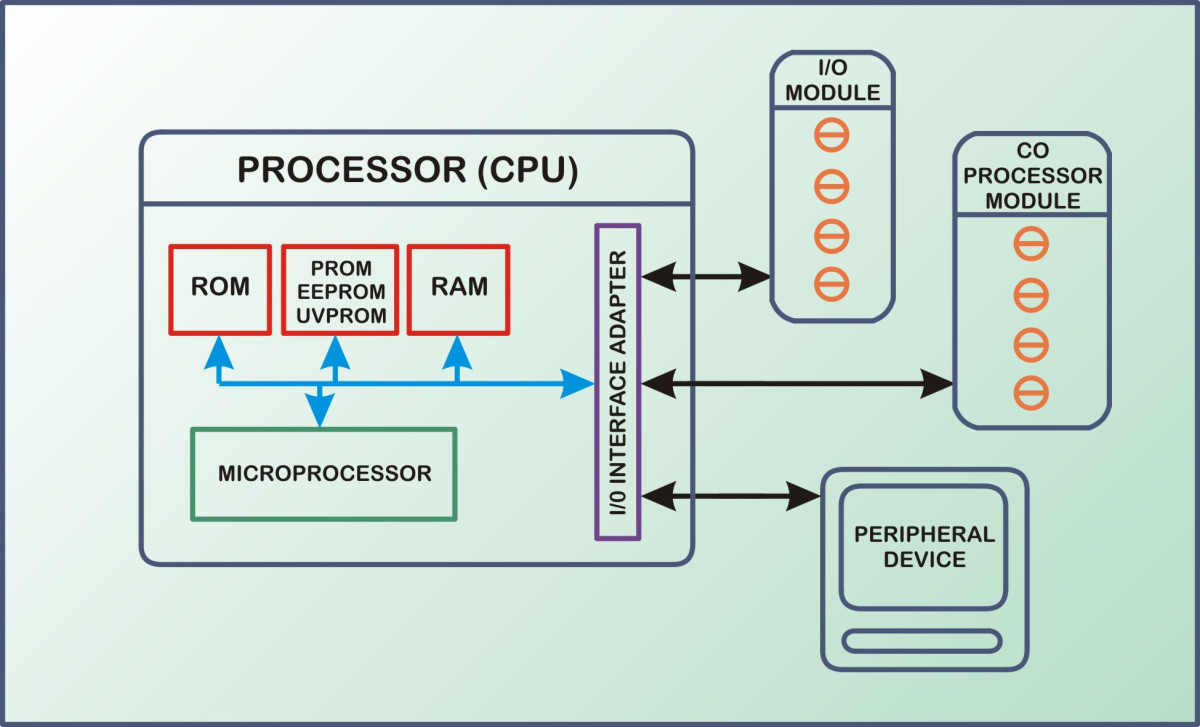 PROCESSOR (CPU)
ROM
PROM
EEPROM
UVPROM
RAM
MICROPROCESSOR
I/0 INTERFACE ADAPTER
I/O
MODULE
CO
PROCESSOR
MODULE
PERIPHERAL
DEVICE